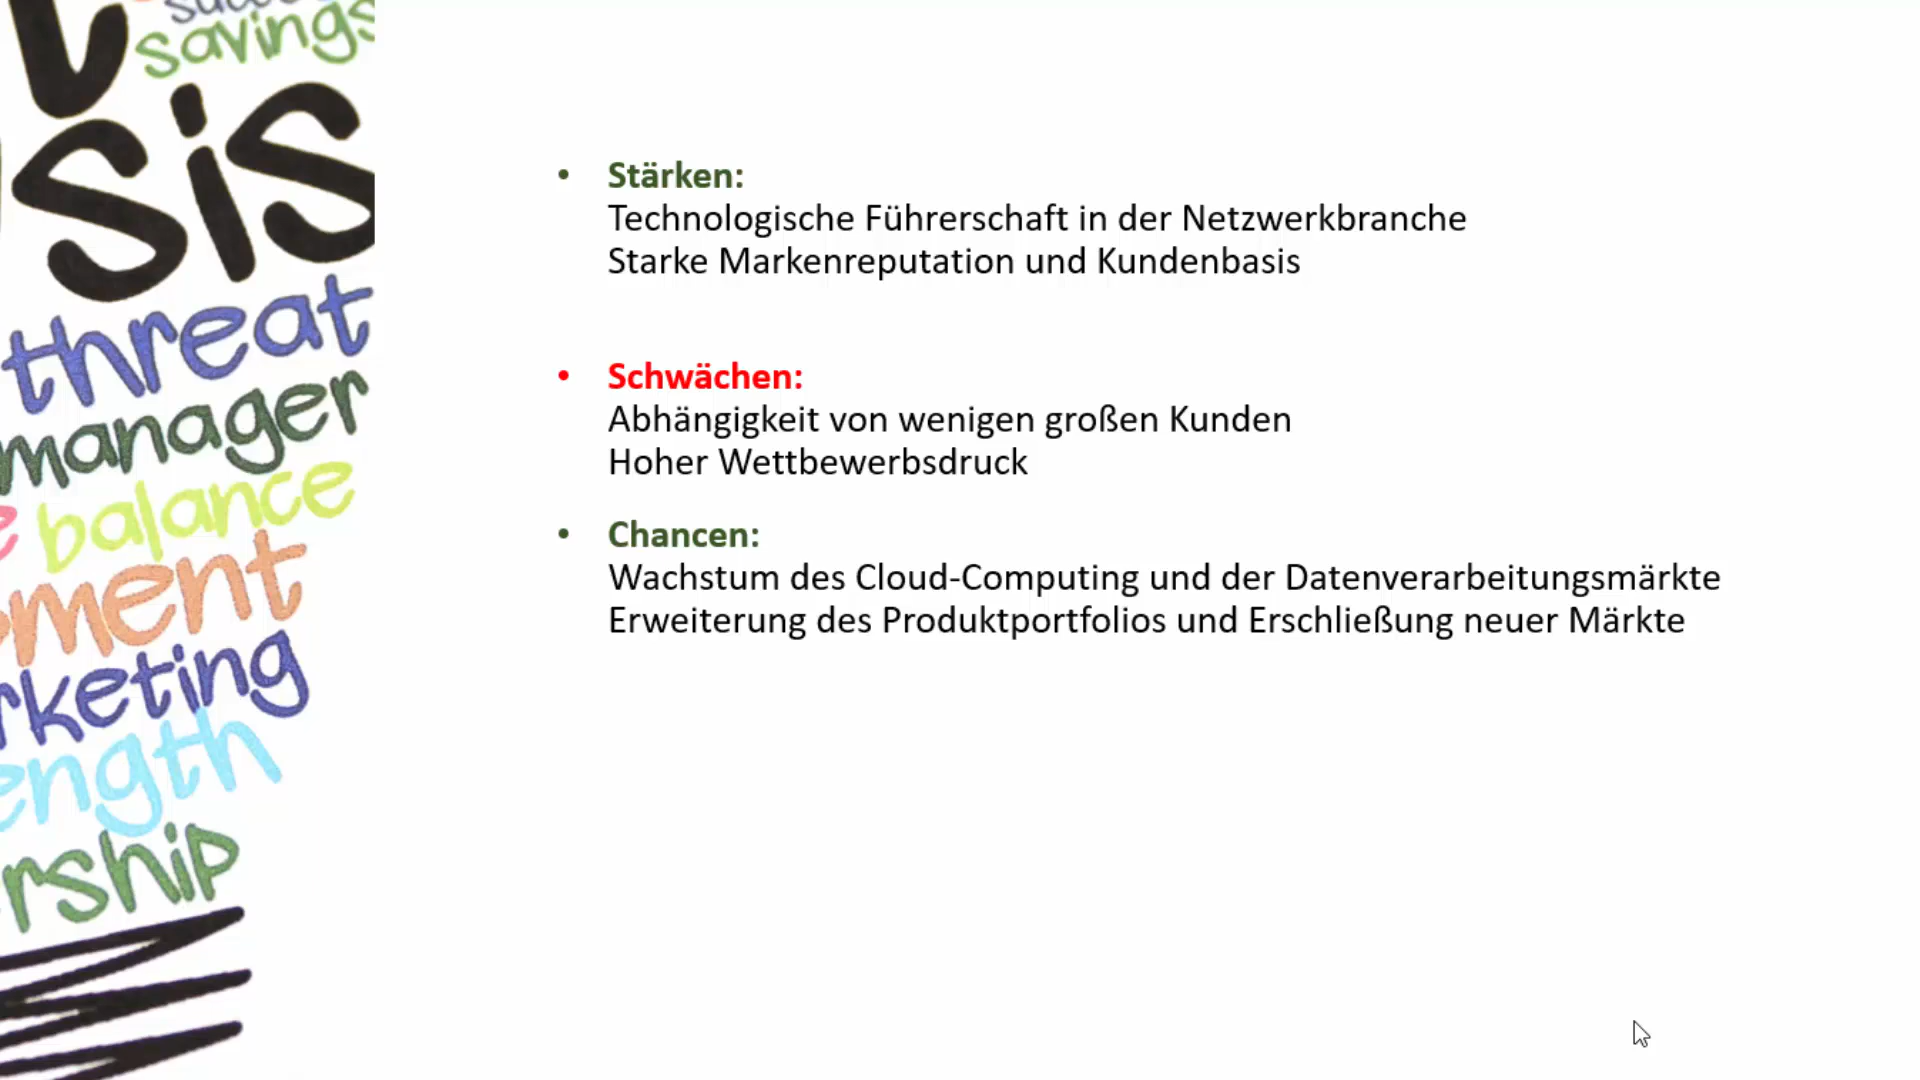 savings
sis
threat
manager
balance
• Stärken:
Technologische Führerschaft in der Netzwerkbranche
Starke Markenreputation und Kundenbasis
• Schwächen:
Abhängigkeit von wenigen großen Kunden
Hoher Wettbewerbsdruck
• Chancen:
Wachstum des Cloud-Computing und der Datenverarbeitungsmärkte
Erweiterung des Produktportfolios und Erschließung neuer Märkte
ment
rketing
ength
rship